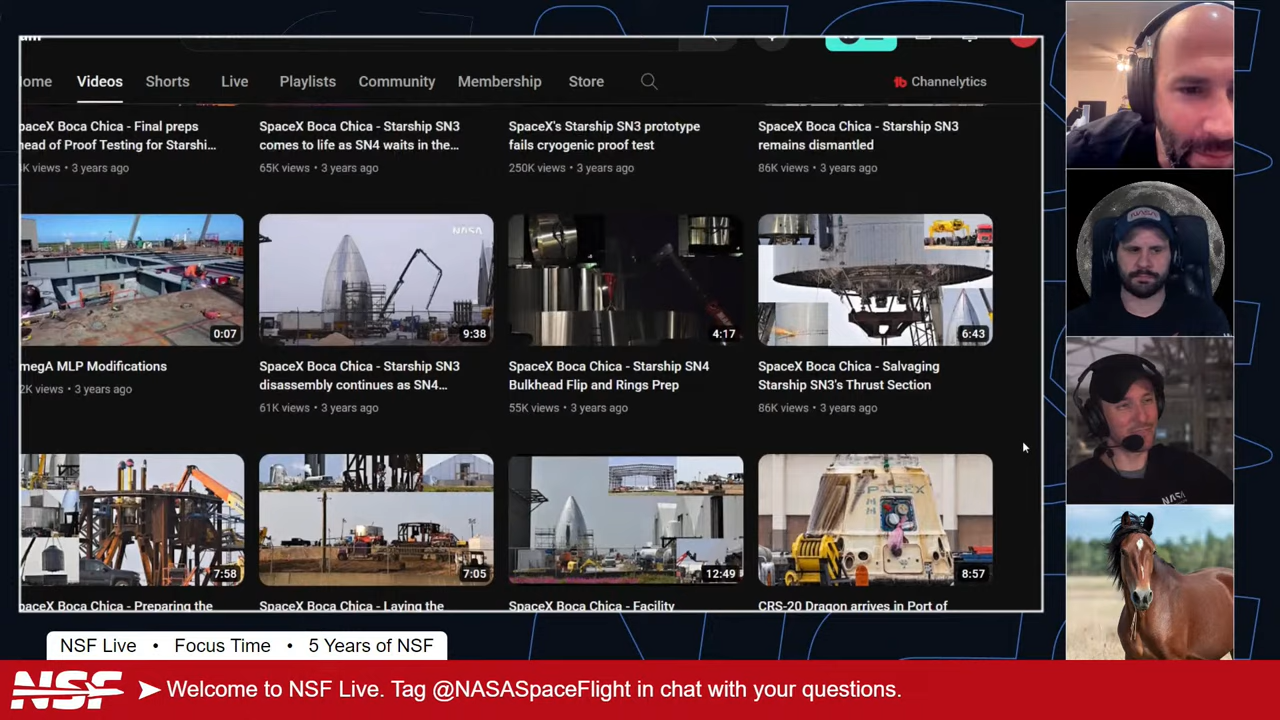 ome Videos Shorts Live Playlists Community Membership Store Channelytics
paceX Boca Chica - Final preps
head of Proof Testing for Starshi...
K views • 3 years ago
SpaceX Boca Chica - Starship SN3
comes to life as SN4 waits in the...
65K views • 3 years ago
SpaceX's Starship SN3 prototype
fails cryogenic proof test
250K views • 3 years ago
SpaceX Boca Chica - Starship SN3
remains dismantled
86K views • 3 years ago
0:07
NASA
9:38
4:17
6:43
megA MLP Modifications
2K views • 3 years ago
SpaceX Boca Chica - Starship SN3
disassembly continues as SN4...
61K views • 3 years ago
SpaceX Boca Chica - Starship SN4
Bulkhead Flip and Rings Prep
55K views • 3 years ago
SpaceX Boca Chica - Salvaging
Starship SN3's Thrust Section
86K views • 3 years ago
7:58
7:05
12:49
SPACEX
8:57
paceX Boca Chica - Preparing the
SpaceX Boca Chica - Laying the
SpaceX Boca Chica - Facility
CRS-20 Dragon arrives in Port of
NASA
NASA
NSF Live • Focus Time • 5 Years of NSF
NSF Welcome to NSF Live. Tag @NASASpaceFlight in chat with your questions.